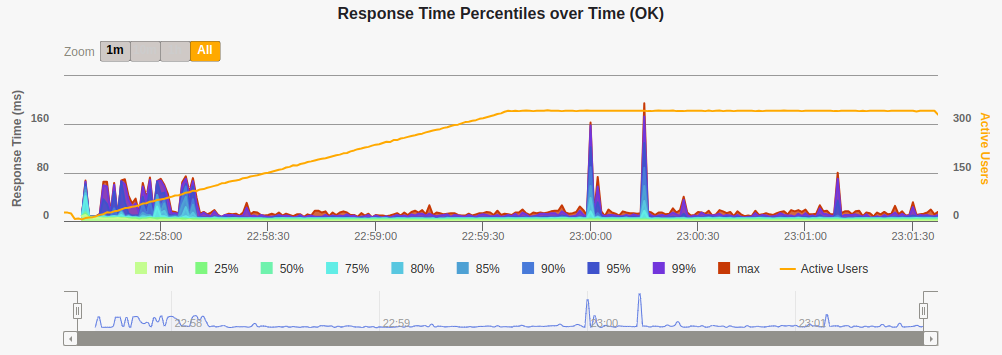 Response Time Percentiles over Time (OK)
Zoom 1m All
Response Time (ms)
160
80
0
300
150
0
Active Users
22:58:00 22:58:30 22:59:00 22:59:30 23:00:00 23:00:30 23:01:00 23:01:30
min 25% 50% 75% 80% 85% 90% 95% 99% max Active Users
22:58 22:59 23:00 23:01